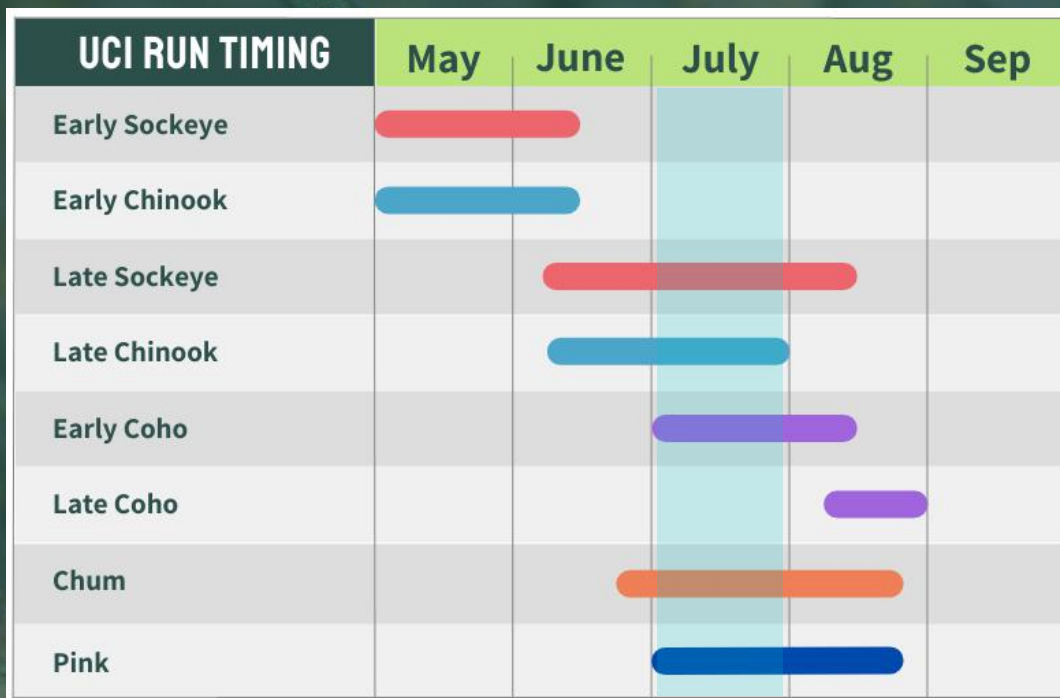 UCI RUN TIMING May June July Aug Sep
Early Sockeye
Early Chinook
Late Sockeye
Late Chinook
Early Coho
Late Coho
Chum
Pink